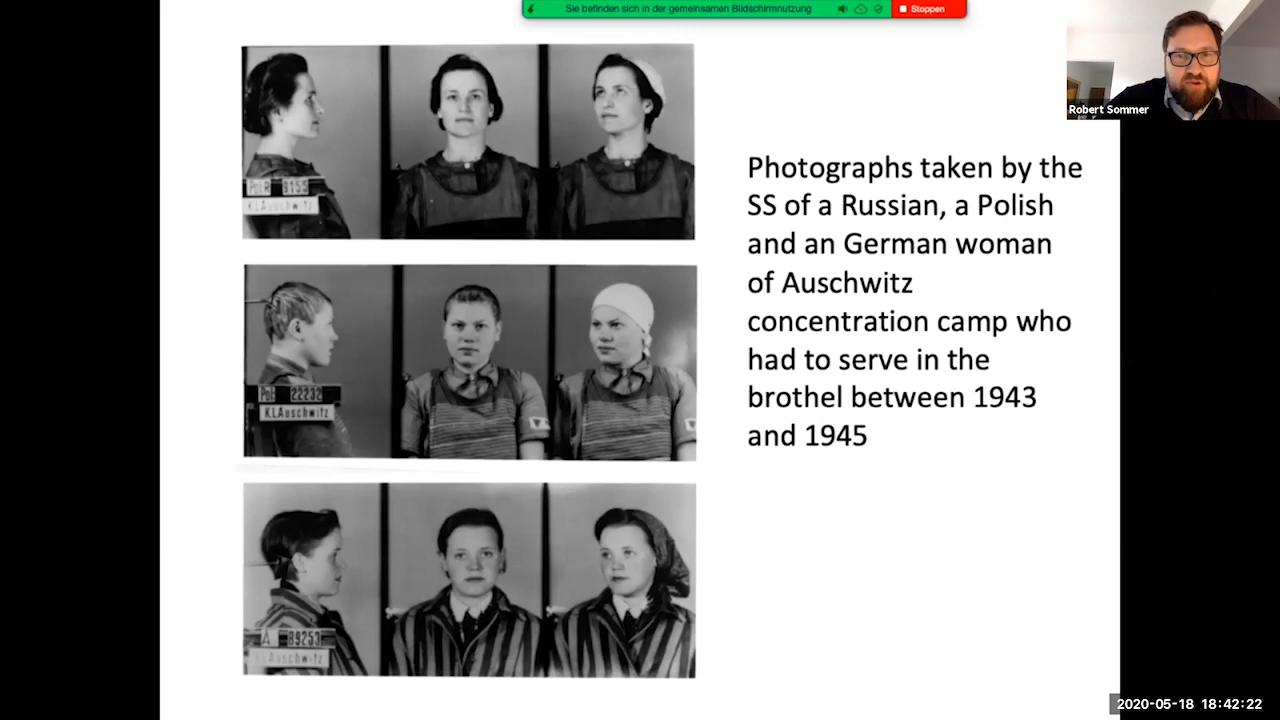 Sie befinden sich in der gemeinsamen Bildschirmnutzung
Stoppen
Robert Sommer
Photographs taken by the
SS of a Russian, a Polish
and an German woman
of Auschwitz
concentration camp who
had to serve in the
brothel between 1943
and 1945
KLAuschwitz
22232
KLAuschwitz
A 89253
KLAuschwitz
2020-05-18 18:42:22